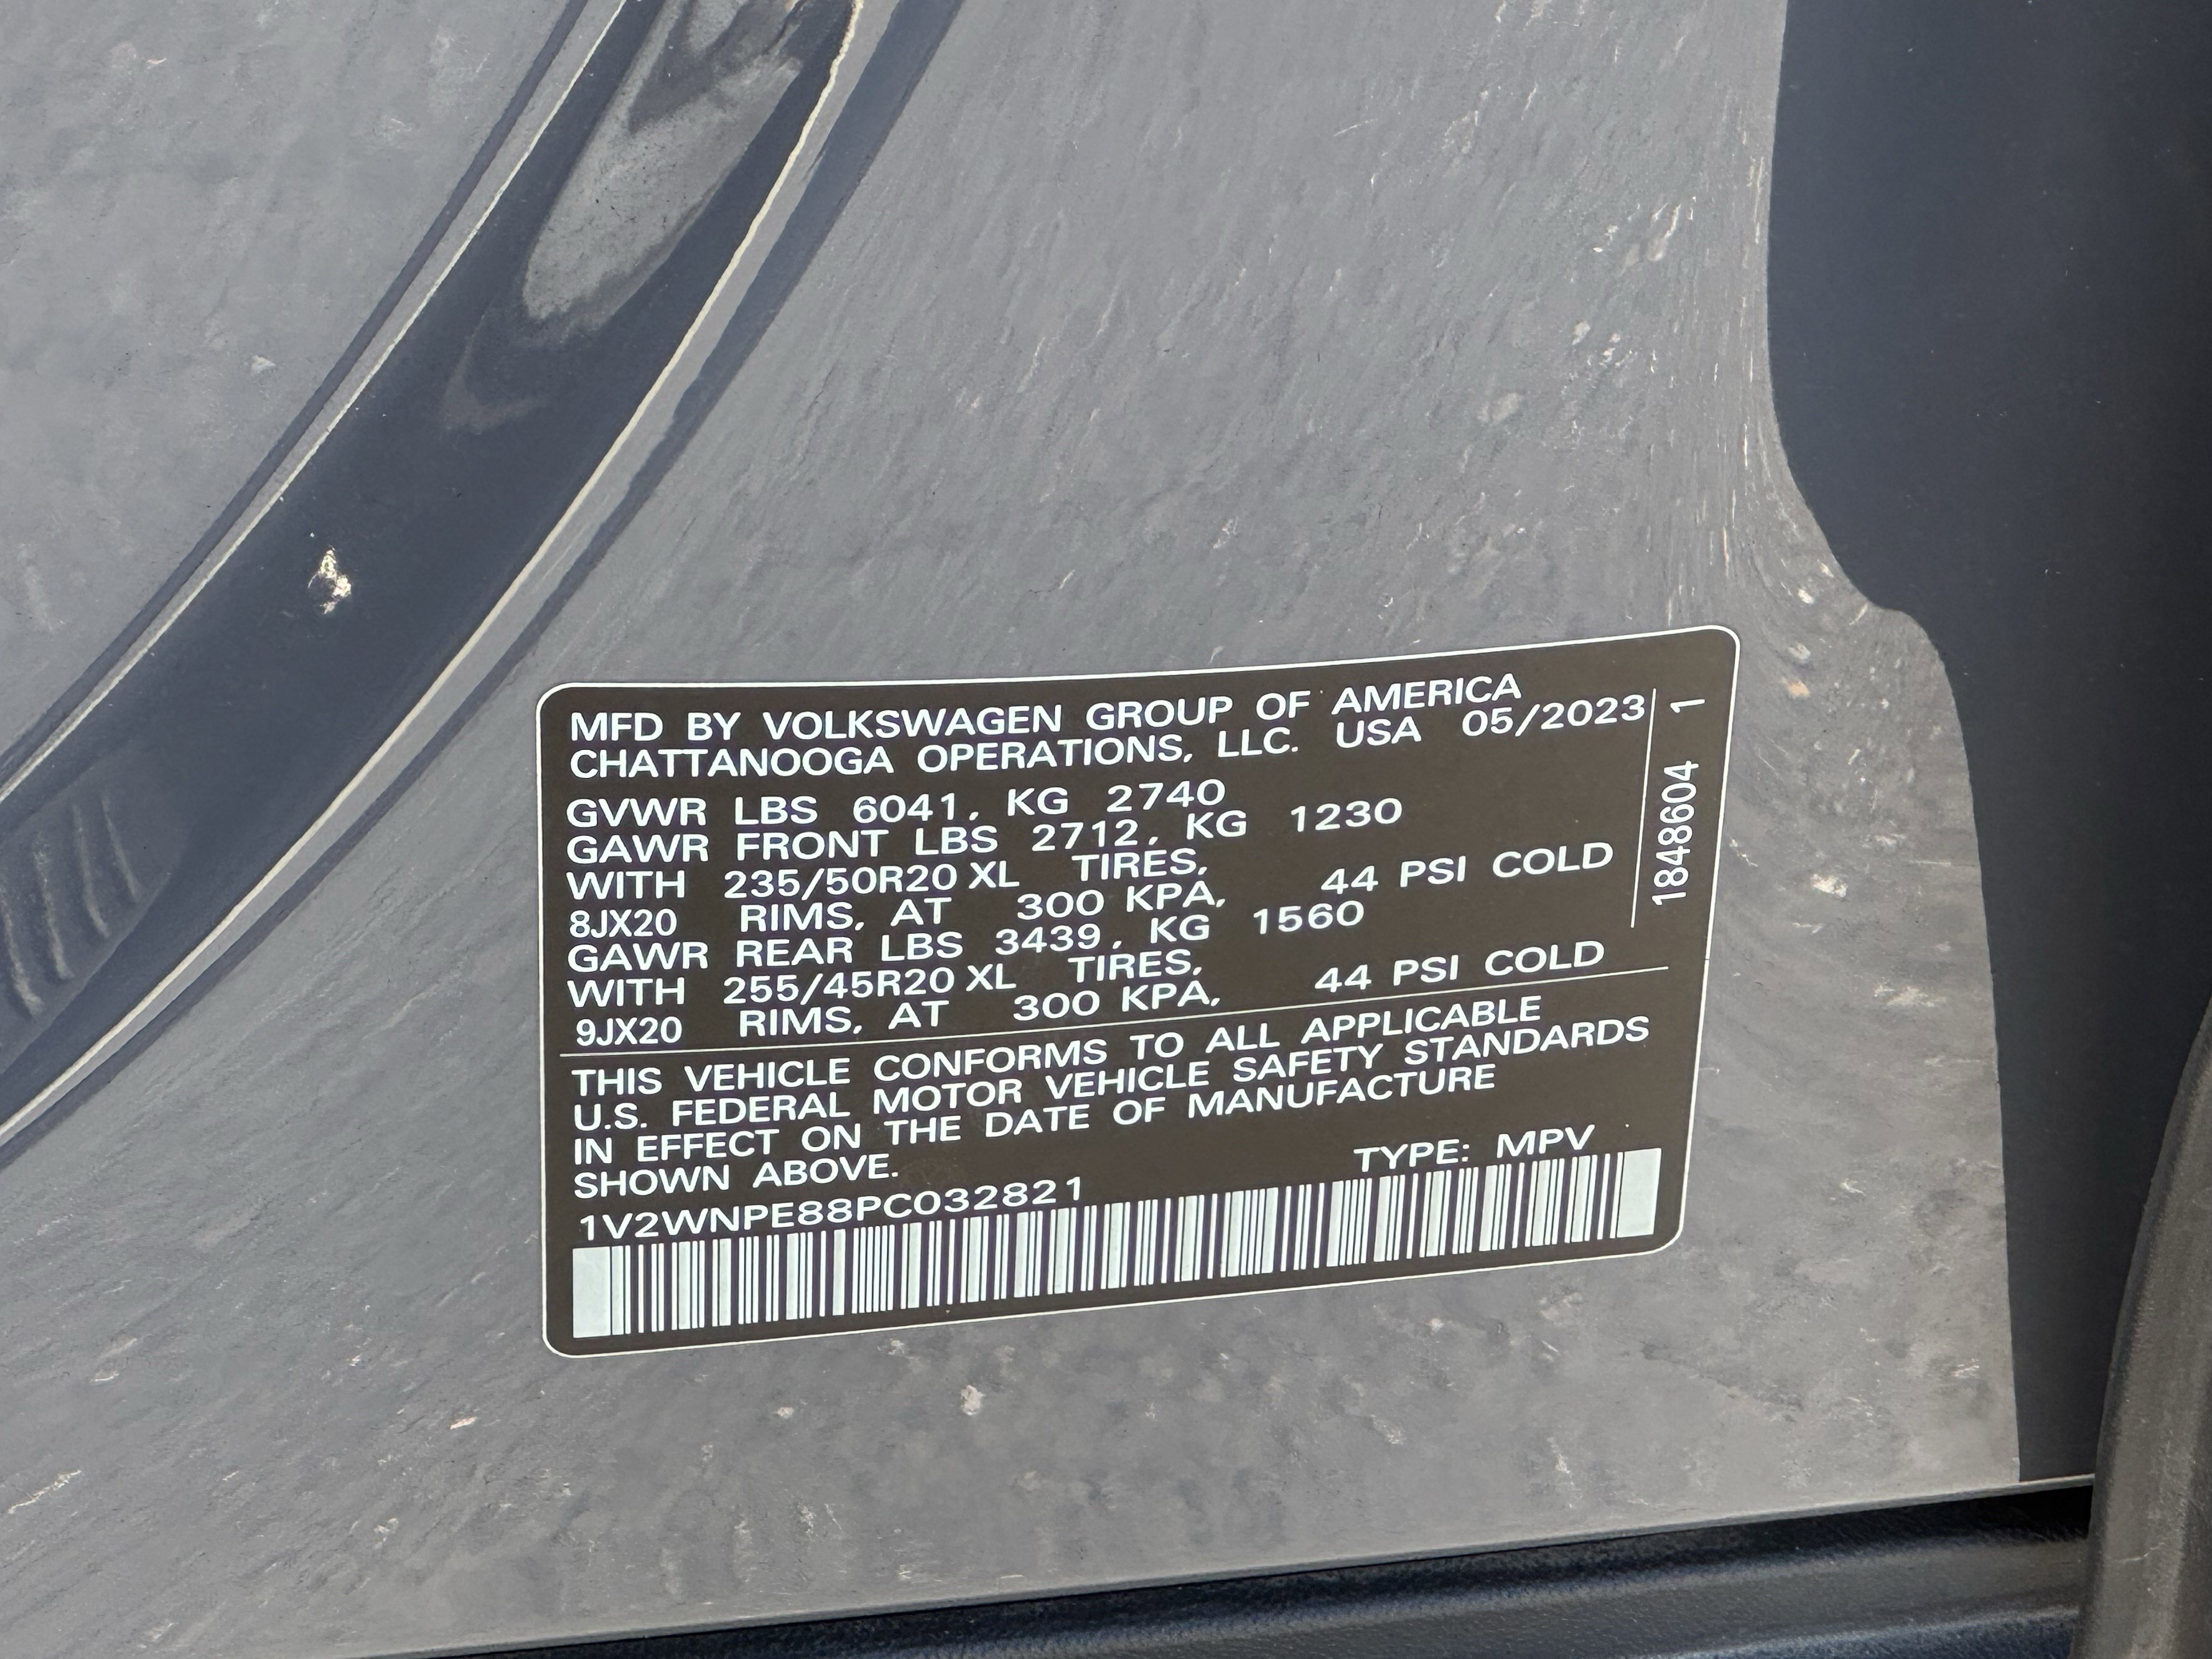 MFD BY VOLKSWAGEN GROUP OF AMERICA
CHATTANOOGA OPERATIONS, LLC. USA 05/2023
GVWR LBS 6041, KG 2740
GAWR FRONT LBS 2712, KG 1230
WITH 235/50R20 XL TIRES,
8JX20 RIMS, AT 300 KPA, 44 PSI COLD
GAWR REAR LBS 3439, KG 1560
WITH 255/45R20 XL TIRES,
9JX20 RIMS, AT 300 KPA, 44 PSI COLD
THIS VEHICLE CONFORMS TO ALL APPLICABLE
U.S. FEDERAL MOTOR VEHICLE SAFETY STANDARDS
IN EFFECT ON THE DATE OF MANUFACTURE
SHOWN ABOVE.
TYPE: MPV
1V2WNPE88PC032821
1848604 1